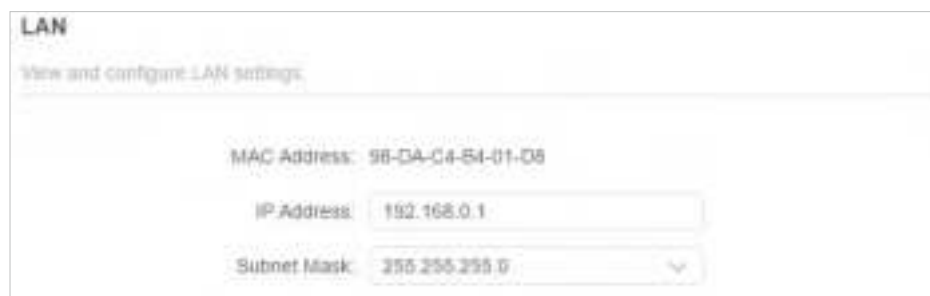 LAN
View and configure LAN settings.
MAC Address: 98-DA-C4-B4-01-D8
IP Address: 192.168.0.1
Subnet Mask: 255.255.255.0